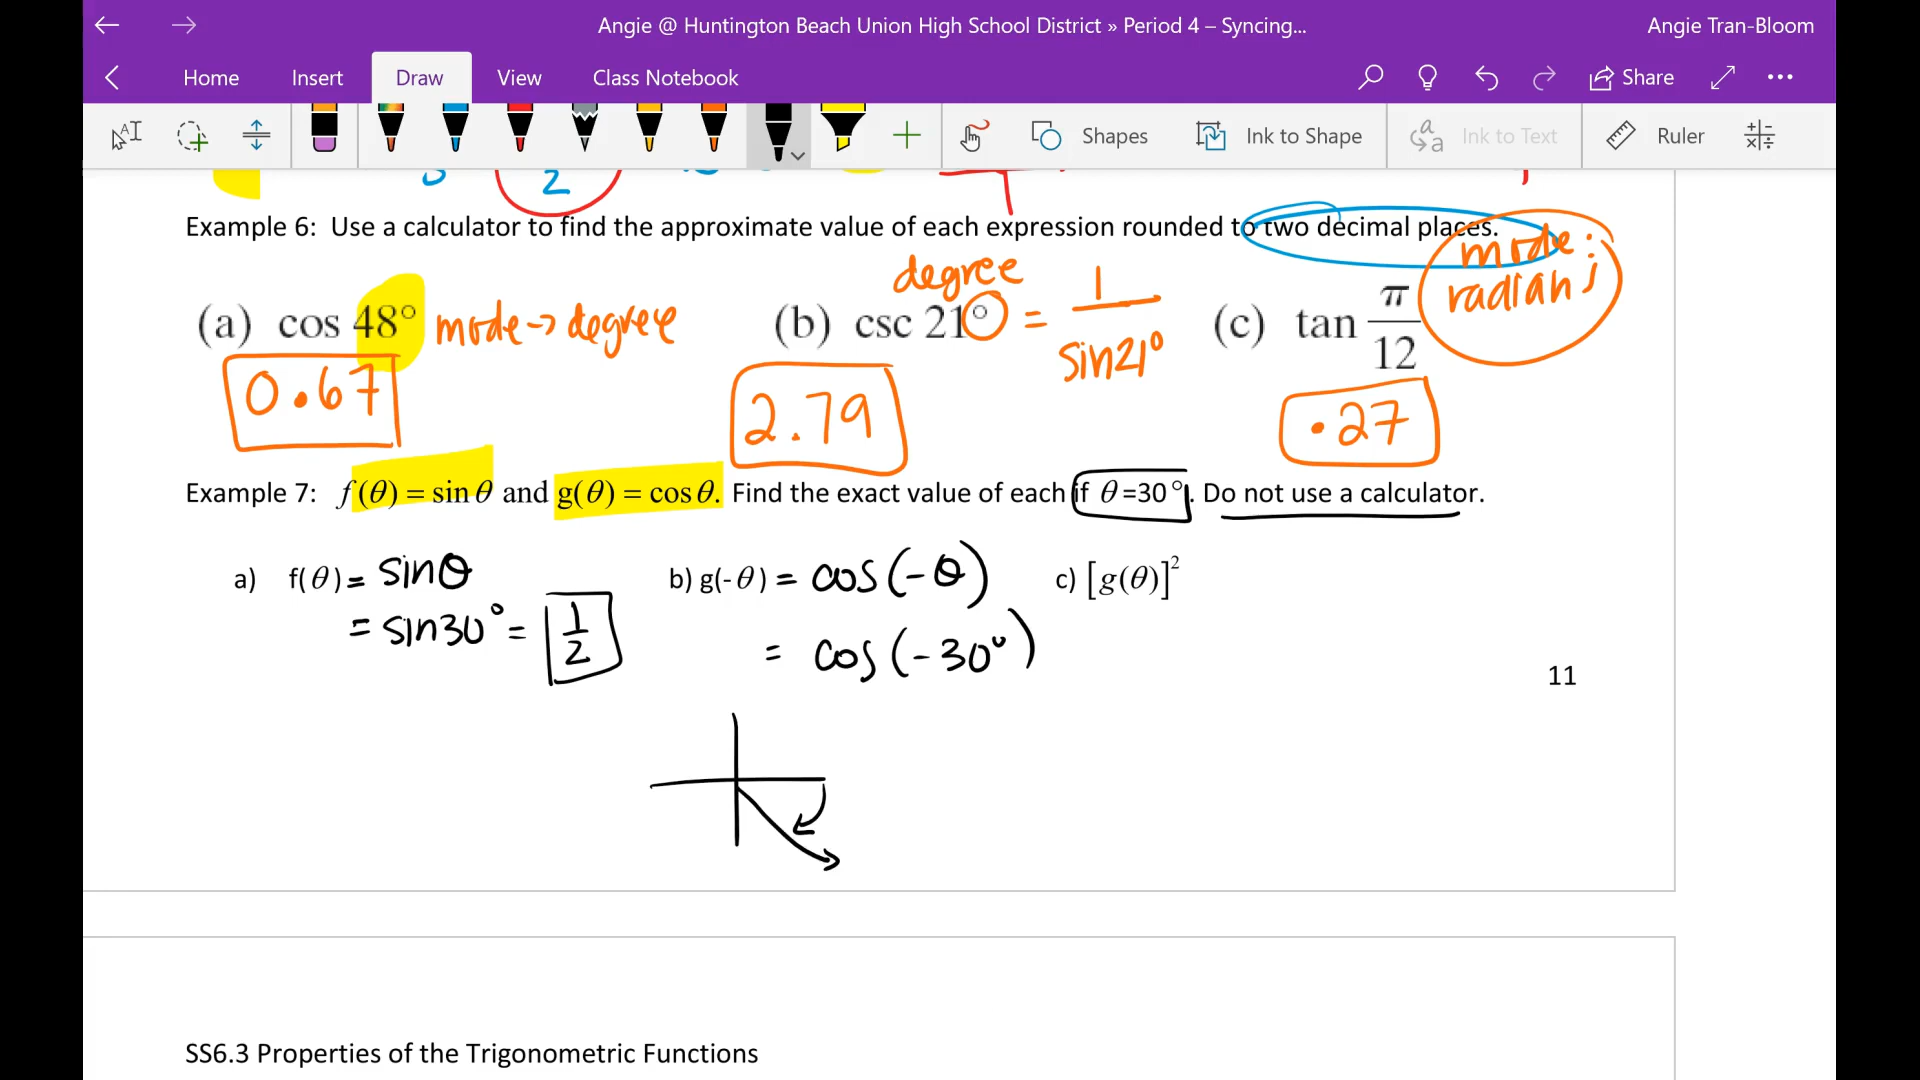 Angie @ Huntington Beach Union High School District » Period 4 – Syncing...
Angie Tran-Bloom
Home Insert Draw View Class Notebook Share
Shapes Ink to Shape Ink to Text Ruler
2
Example 6: Use a calculator to find the approximate value of each expression rounded to two decimal places.
mode:
radian
degree
(a) cos 48° mode → degree
(b) csc 21° = 1/sin21°
(c) tan π/12
0.67
2.79
.27
Example 7: f(θ) = sin θ and g(θ) = cos θ. Find the exact value of each if θ =30°. Do not use a calculator.
a) f(θ) = sinθ
= sin30° = 1/2
b) g(-θ) = cos(-θ)
= cos(-30°)
c) [g(θ)]²
11
SS6.3 Properties of the Trigonometric Functions